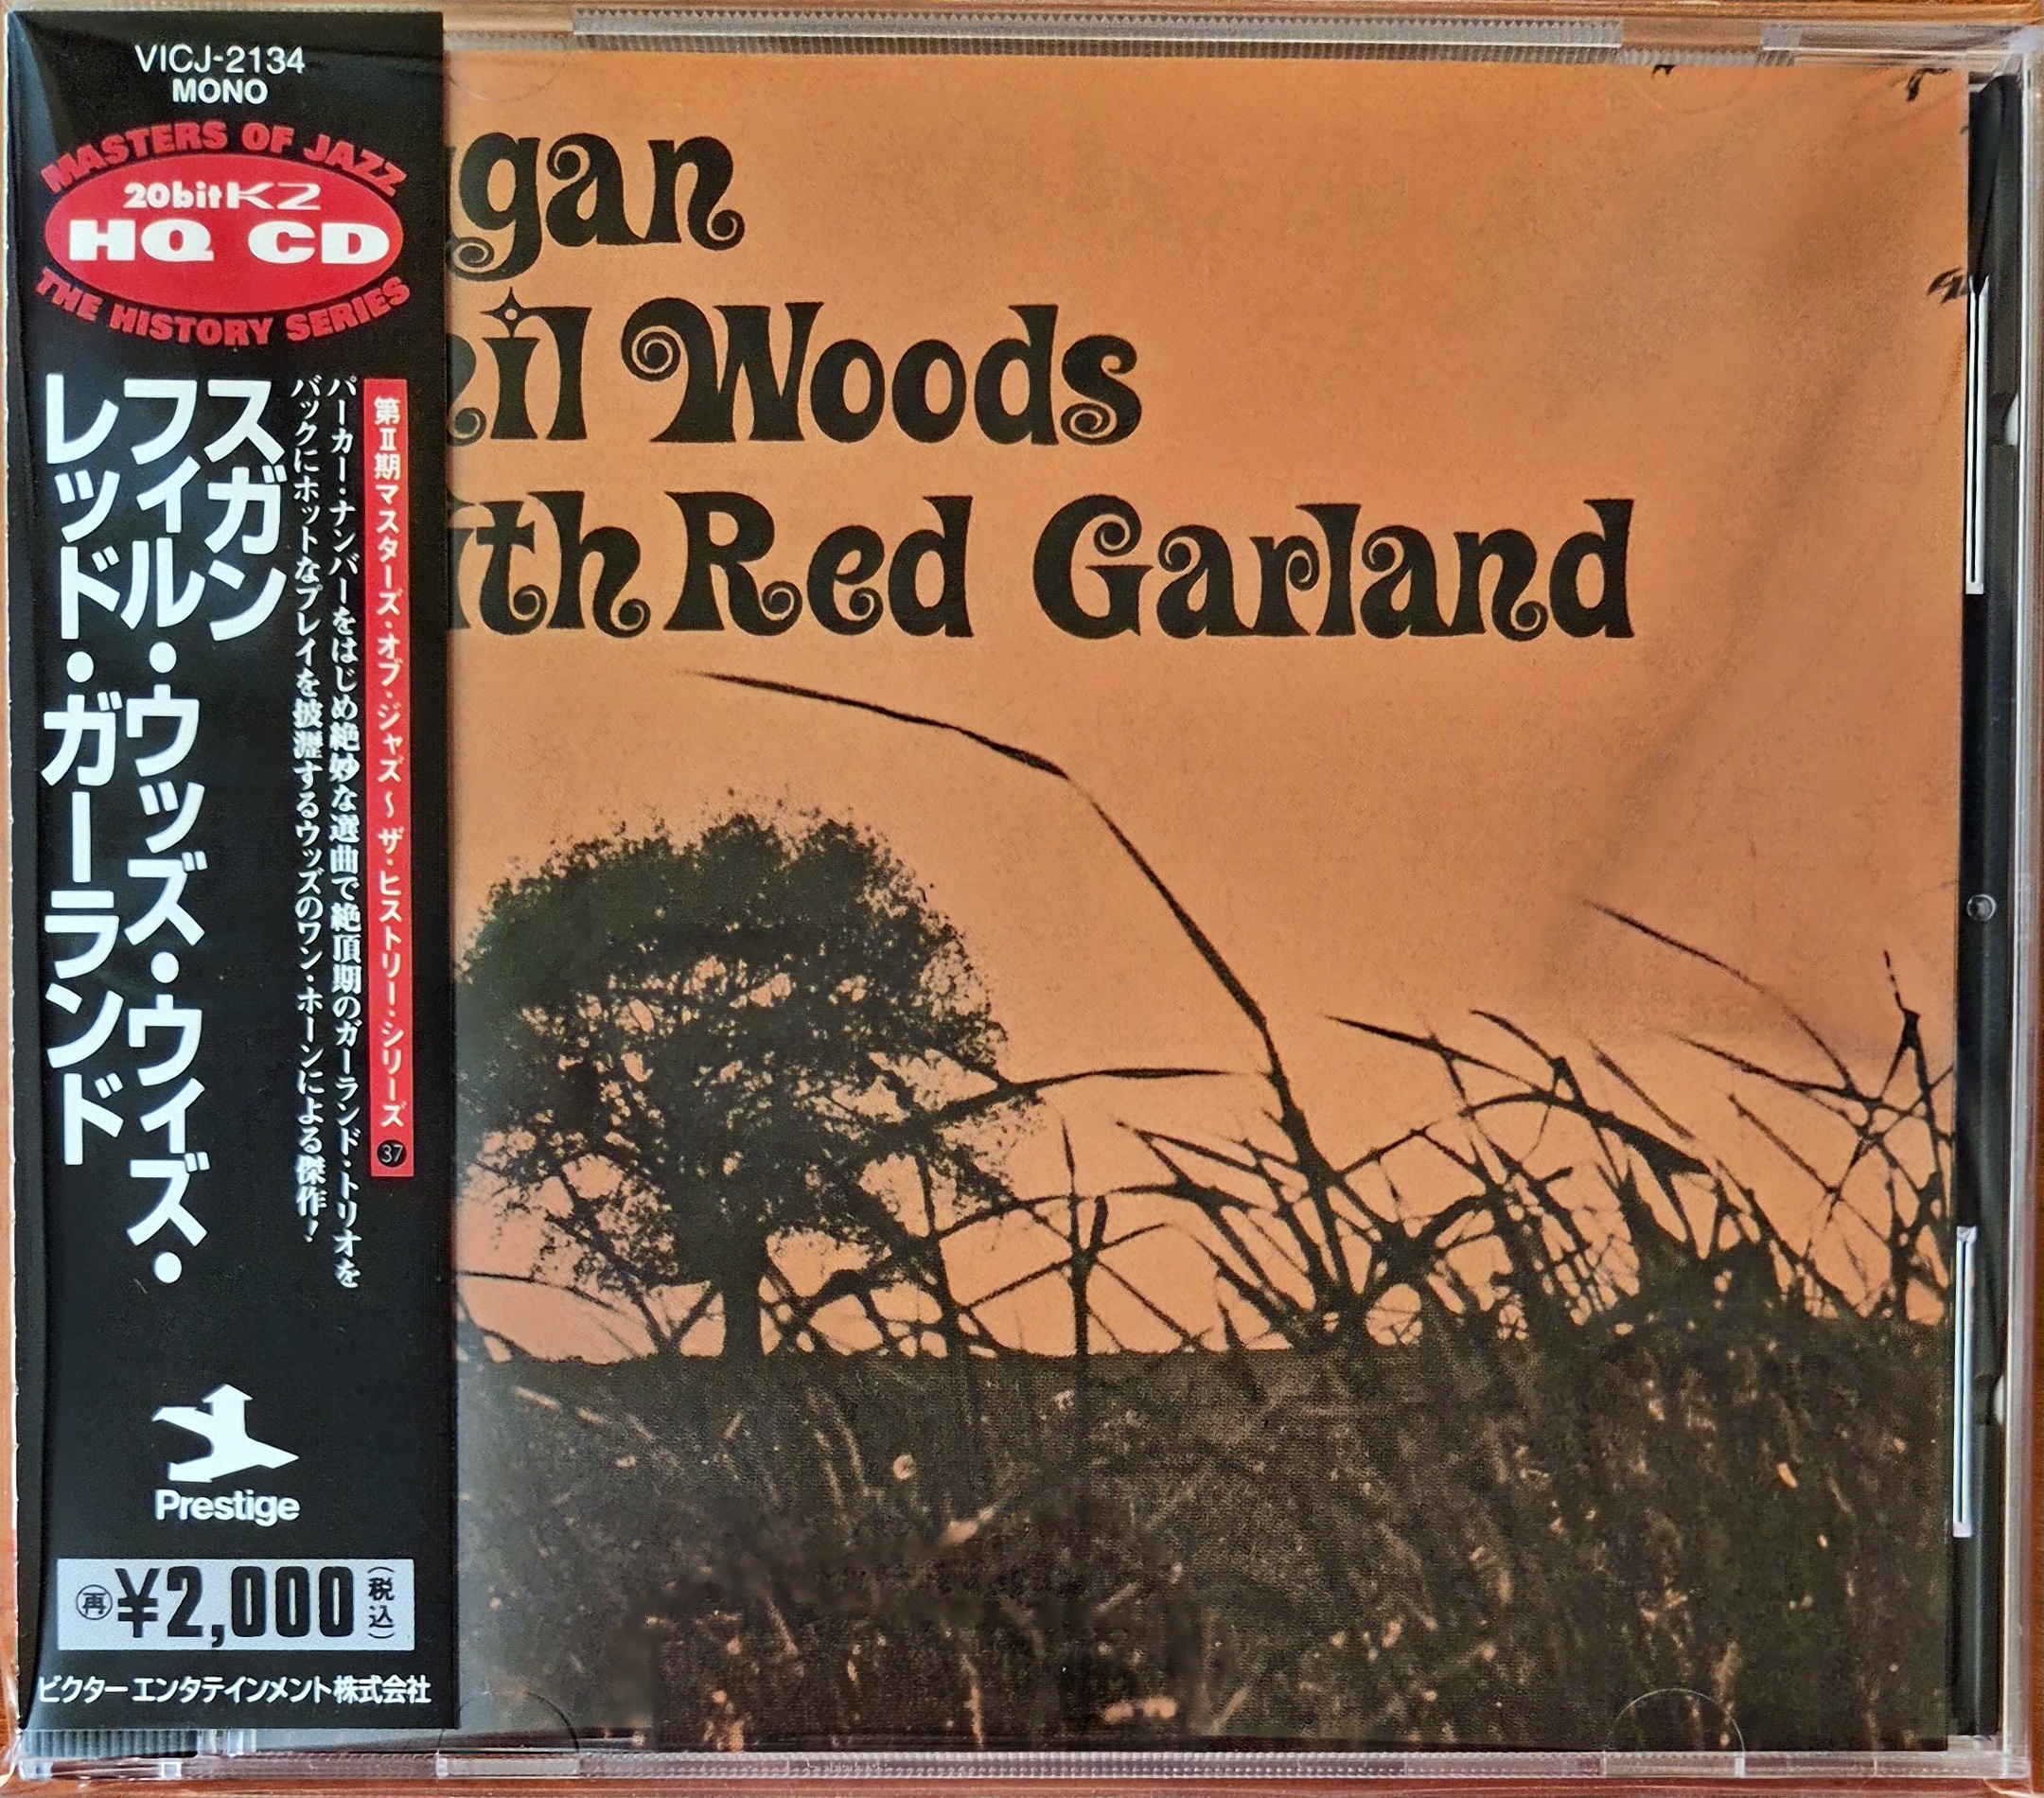 VICJ-2134
MONO
MASTERS OF JAZZ
20bitK2
HQ CD
THE HISTORY SERIES
第II期マスターズ・オブ・ジャズ〜ザ・ヒストリー・シリーズ 37
パーカー・ナンバーをはじめ絶妙な選曲で絶頂期のガーランド・トリオを
バックにホットなプレイを披瀝するウッズのワン・ホーンによる傑作!
スガン
フィル・ウッズ・ウィズ・
レッド・ガーランド
Prestige
再 ¥2,000 (税込)
ビクターエンタテインメント株式会社
gan
il Woods
ith Red Garland